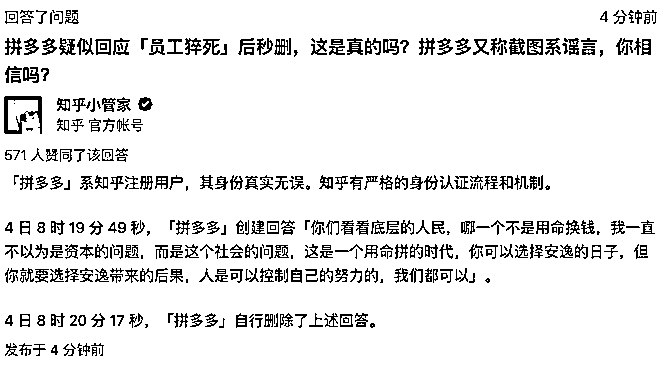 回答了问题 4 分钟前
拼多多疑似回应「员工猝死」后秒删，这是真的吗？拼多多又称截图系谣言，你相
信吗？
知乎小管家
知乎 官方帐号
571 人赞同了该回答
「拼多多」系知乎注册用户，其身份真实无误。知乎有严格的身份认证流程和机制。
4 日 8 时 19 分 49 秒，「拼多多」创建回答「你们看看底层的人民，哪一个不是用命换钱，我一直
不以为是资本的问题，而是这个社会的问题，这是一个用命拼的时代，你可以选择安逸的日子，但
你就要选择安逸带来的后果，人是可以控制自己的努力的，我们都可以」。
4 日 8 时 20 分 17 秒，「拼多多」自行删除了上述回答。
发布于 4 分钟前